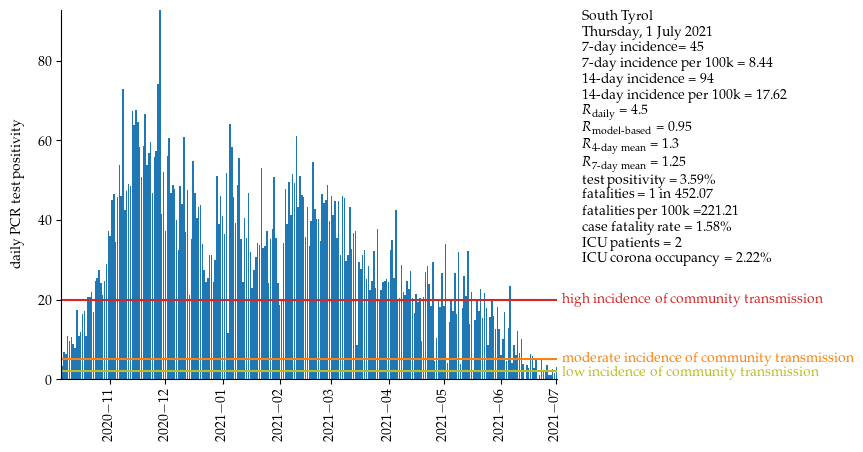 South Tyrol
Thursday, 1 July 2021
7-day incidence= 45
7-day incidence per 100k = 8.44
14-day incidence = 94
14-day incidence per 100k = 17.62
R daily = 4.5
R model-based = 0.95
R 4-day mean = 1.3
R 7-day mean = 1.25
test positivity = 3.59%
fatalities = 1 in 452.07
fatalities per 100k =221.21
case fatality rate = 1.58%
ICU patients = 2
ICU corona occupancy = 2.22%
daily PCR test positivity
80
60
40
20
0
high incidence of community transmission
moderate incidence of community transmission
low incidence of community transmission
2020-11
2020-12
2021-01
2021-02
2021-03
2021-04
2021-05
2021-06
2021-07